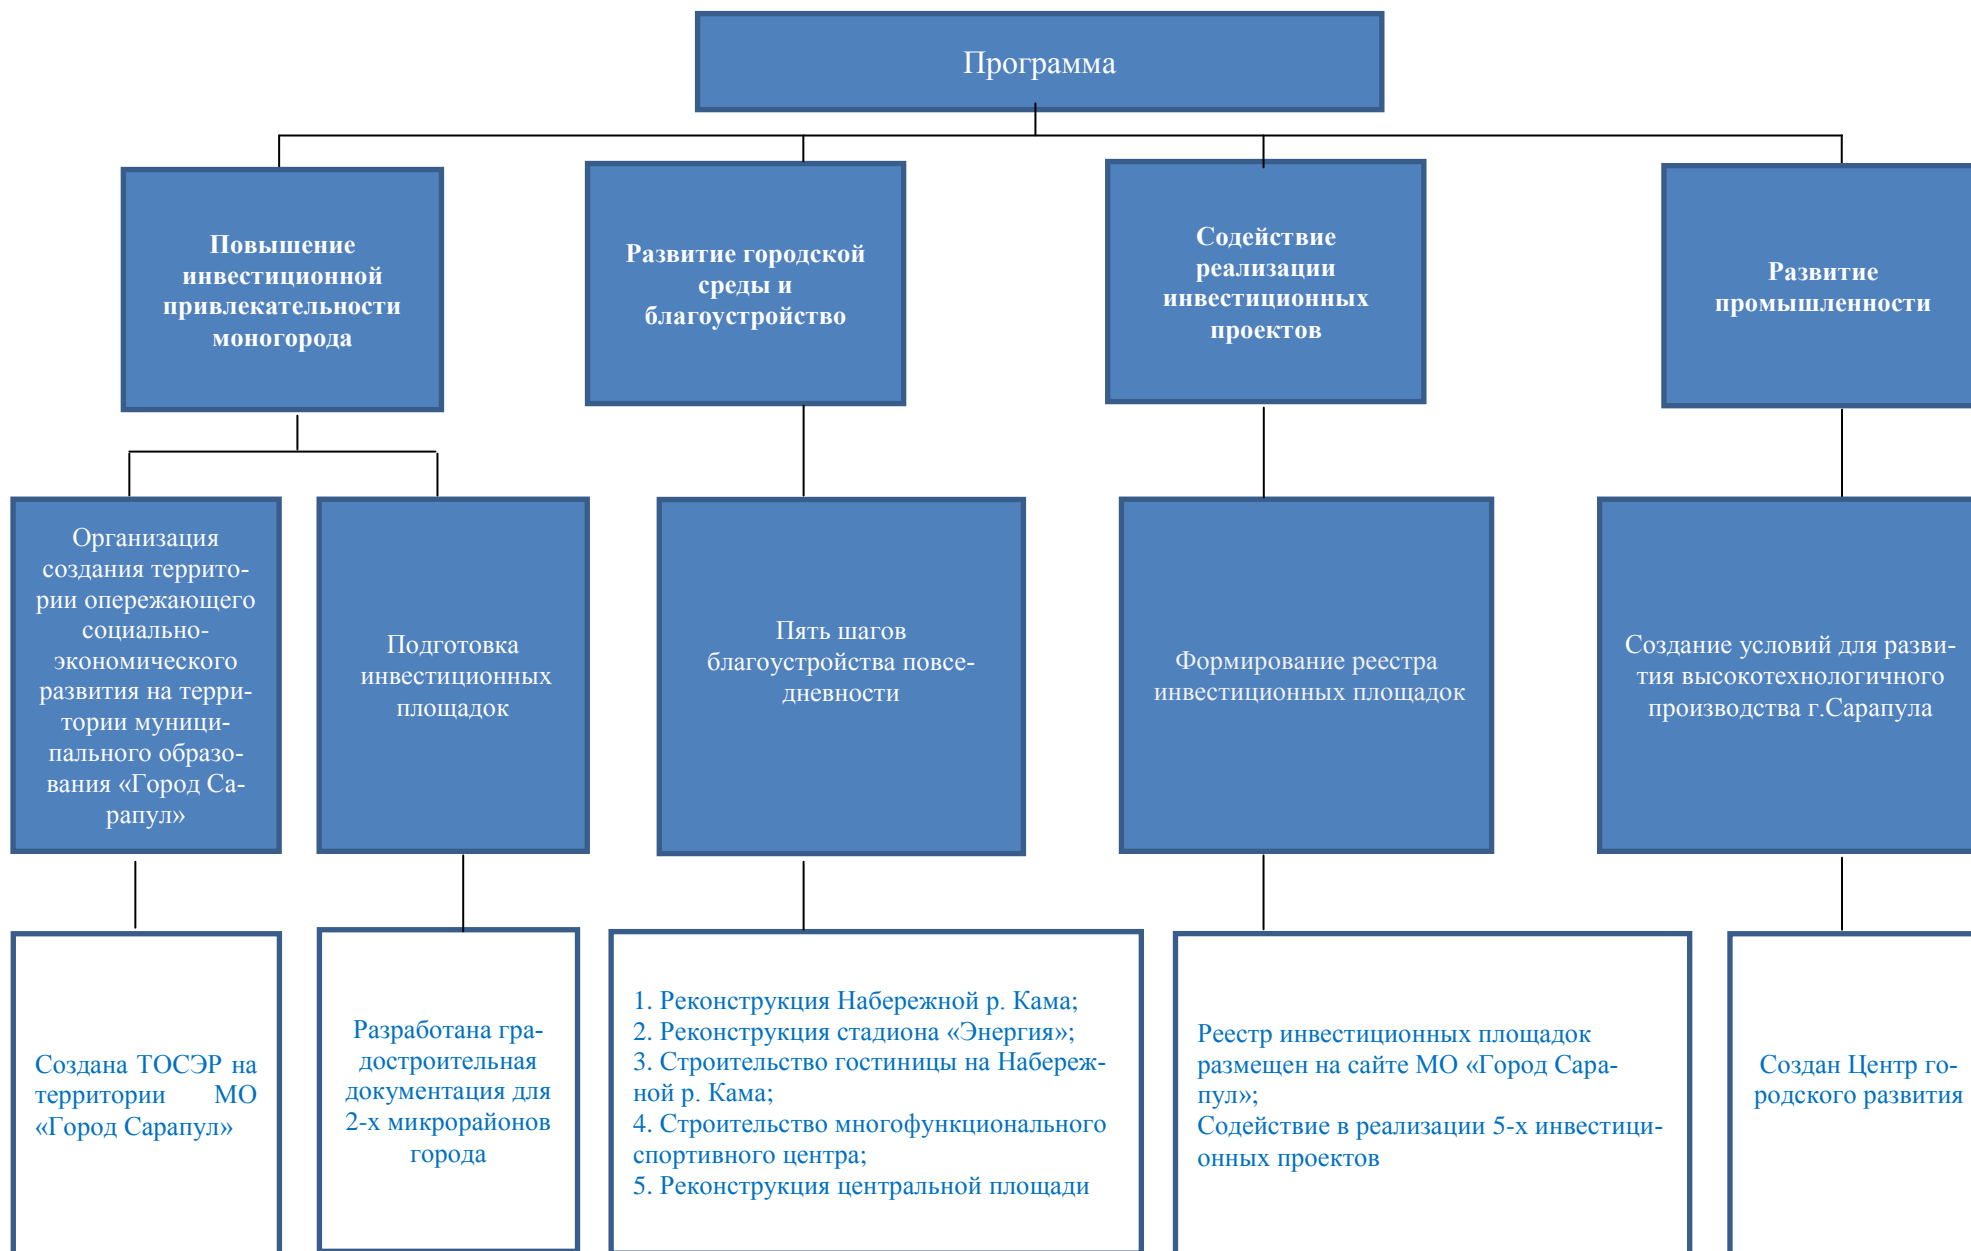 Программа
Повышение
инвестиционной
привлекательности
моногорода
Развитие городской
среды и
благоустройство
Содействие
реализации
инвестиционных
проектов
Развитие
промышленности
Организация
создания террито-
рии опережающего
социально-
экономического
развития на терри-
тории муници-
пального образо-
вания «Город Са-
рапул»
Подготовка
инвестиционных
площадок
Пять шагов
благоустройства повсе-
дневности
Формирование реестра
инвестиционных площадок
Создание условий для разви-
тия высокотехнологичного
производства г.Сарапула
Создана ТОСЭР на
территории МО
«Город Сарапул»
Разработана гра-
достроительная
документация для
2-х микрорайонов
города
1. Реконструкция Набережной р. Кама;
2. Реконструкция стадиона «Энергия»;
3. Строительство гостиницы на Набереж-
ной р. Кама;
4. Строительство многофункционального
спортивного центра;
5. Реконструкция центральной площади
Реестр инвестиционных площадок
размещен на сайте МО «Город Сара-
пул»;
Содействие в реализации 5-х инвестици-
онных проектов
Создан Центр го-
родского развития